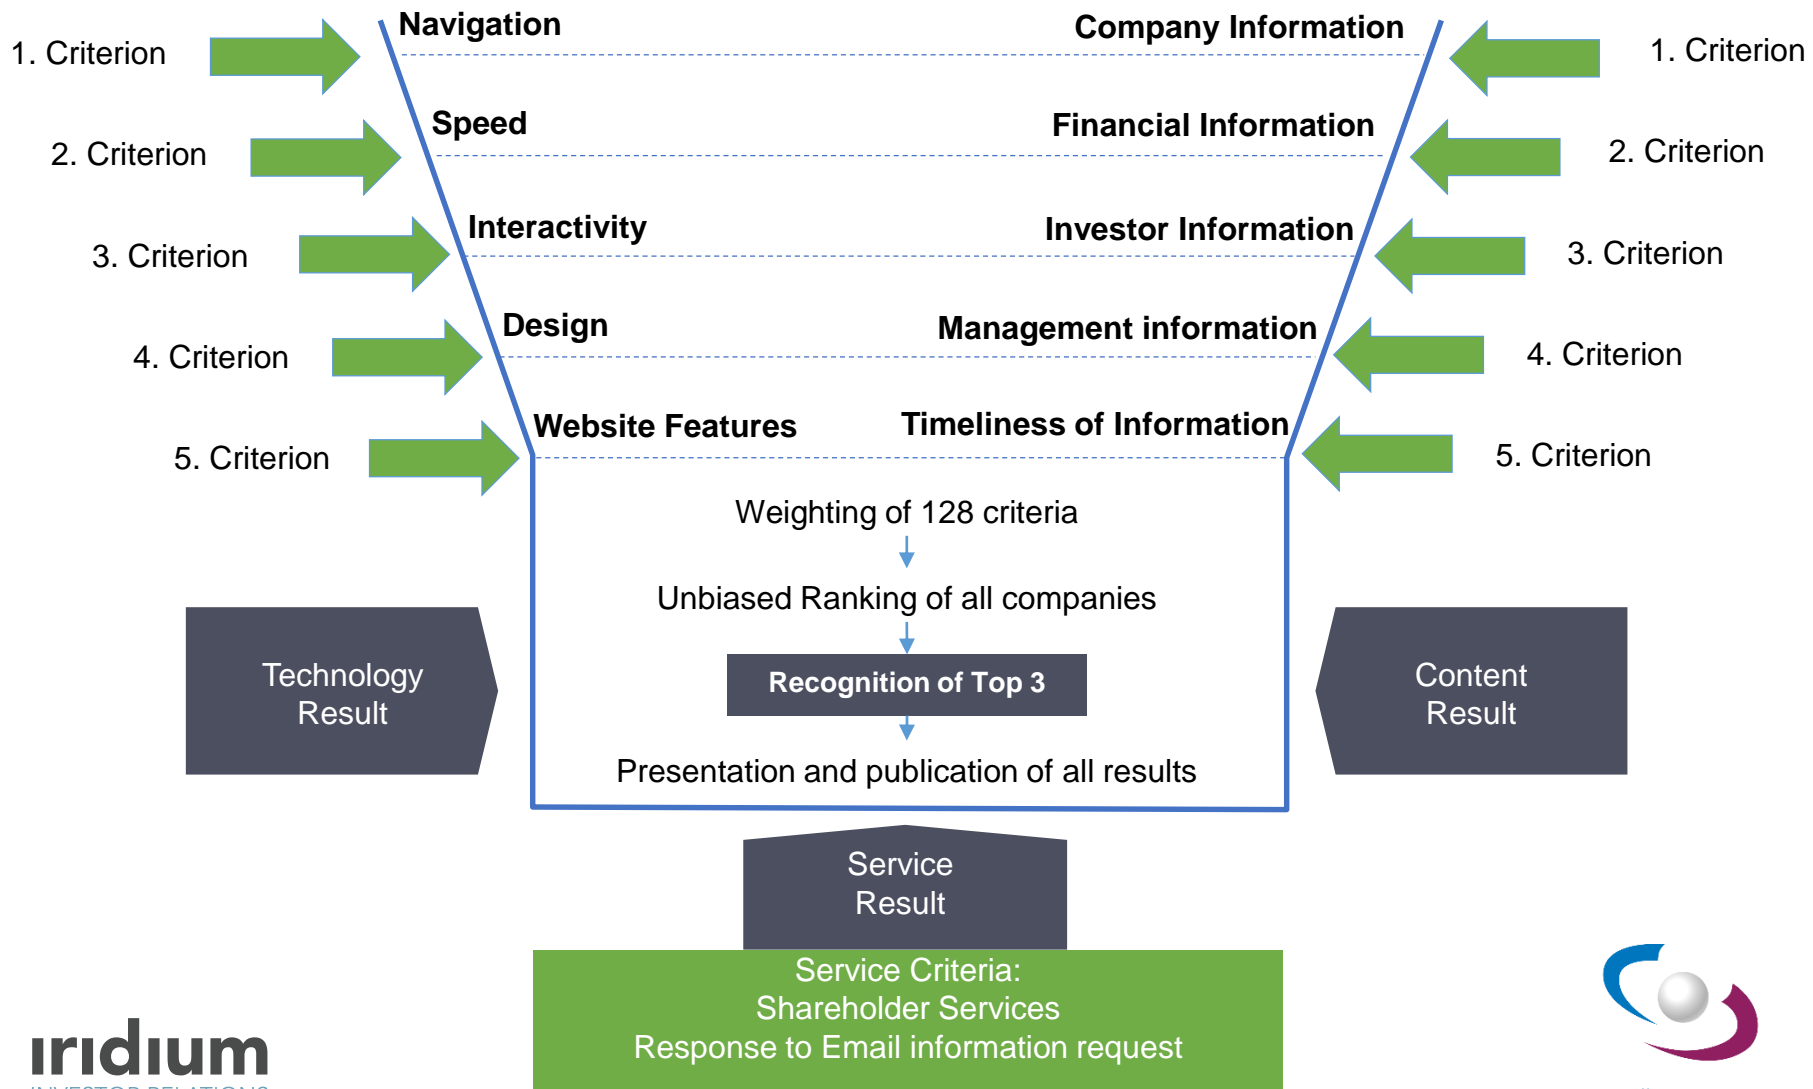 Navigation
Company Information
1. Criterion
1. Criterion
Speed
Financial Information
2. Criterion
2. Criterion
Interactivity
Investor Information
3. Criterion
3. Criterion
Design
Management information
4. Criterion
4. Criterion
Website Features
Timeliness of Information
5. Criterion
5. Criterion
Weighting of 128 criteria
Unbiased Ranking of all companies
Technology
Result
Recognition of Top 3
Content
Result
Presentation and publication of all results
Service
Result
Service Criteria:
Shareholder Services
Response to Email information request
iridium
INVESTOR RELATIONS